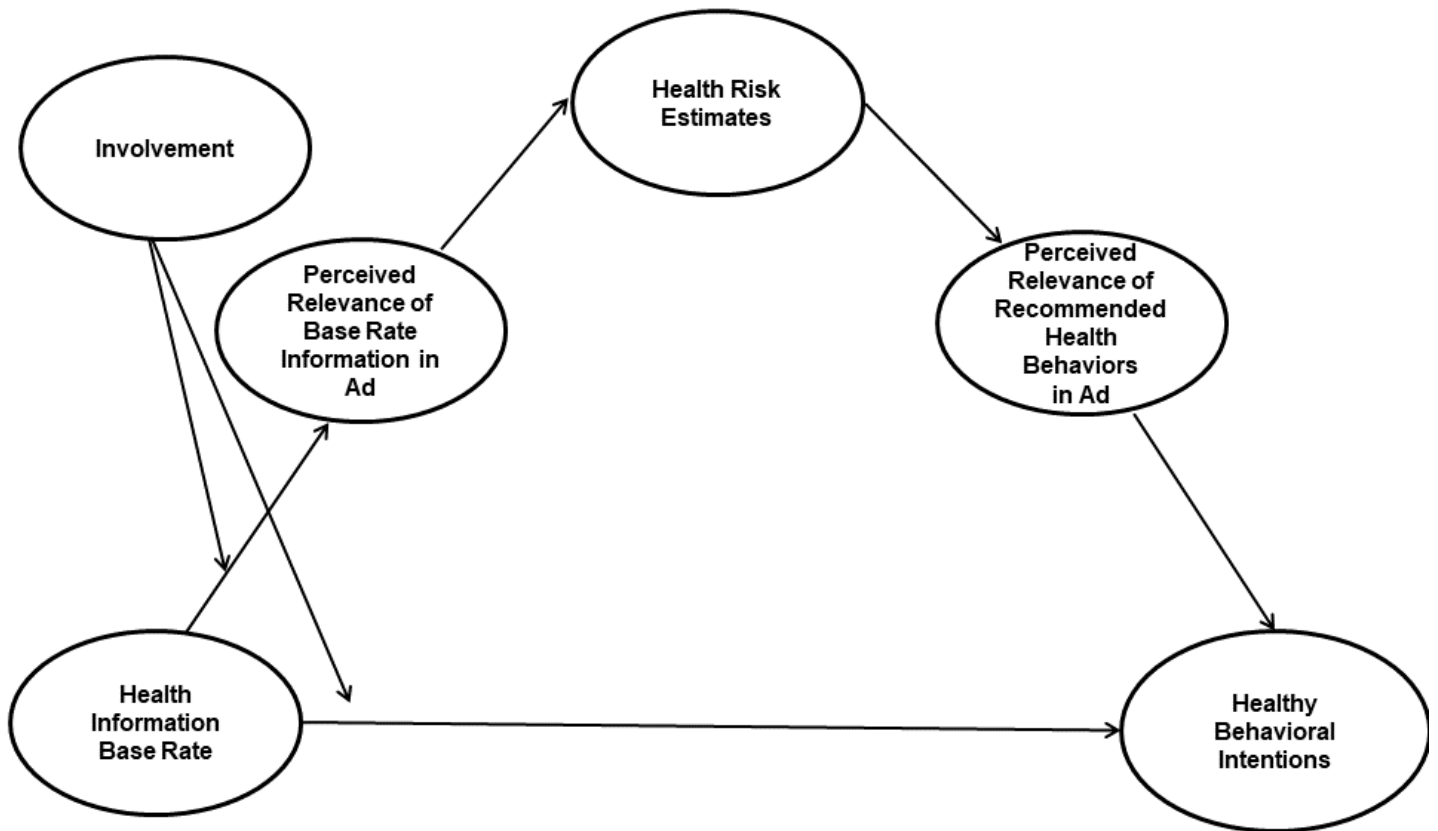 Health Risk
Estimates
Involvement
Perceived
Relevance of
Base Rate
Information in
Ad
Perceived
Relevance of
Recommended
Health
Behaviors
in Ad
Health
Information
Base Rate
Healthy
Behavioral
Intentions